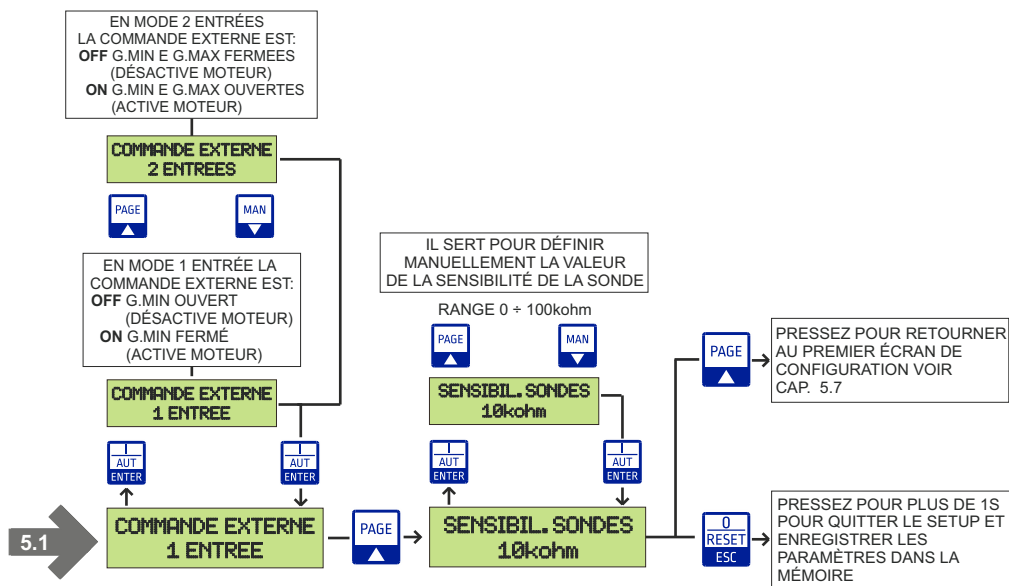 EN MODE 2 ENTRÉES
LA COMMANDE EXTERNE EST:
OFF G.MIN E G.MAX FERMEES
(DÉSACTIVE MOTEUR)
ON G.MIN E G.MAX OUVERTES
(ACTIVE MOTEUR)
COMMANDE EXTERNE
2 ENTREES
PAGE
MAN
EN MODE 1 ENTRÉE LA
COMMANDE EXTERNE EST:
OFF G.MIN OUVERT
(DÉSACTIVE MOTEUR)
ON G.MIN FERMÉ
(ACTIVE MOTEUR)
COMMANDE EXTERNE
1 ENTREE
I
AUT
ENTER
I
AUT
ENTER
5.1
COMMANDE EXTERNE
1 ENTREE
PAGE
IL SERT POUR DÉFINIR
MANUELLEMENT LA VALEUR
DE LA SENSIBILITÉ DE LA SONDE
RANGE 0 ÷ 100kohm
PAGE
MAN
SENSIBIL.SONDES
10kohm
I
AUT
ENTER
I
AUT
ENTER
SENSIBIL.SONDES
10kohm
PAGE
PRESSEZ POUR RETOURNER
AU PREMIER ÉCRAN DE
CONFIGURATION VOIR
CAP. 5.7
0
RESET
ESC
PRESSEZ POUR PLUS DE 1S
POUR QUITTER LE SETUP ET
ENREGISTRER LES
PARAMÈTRES DANS LA
MÉMOIRE